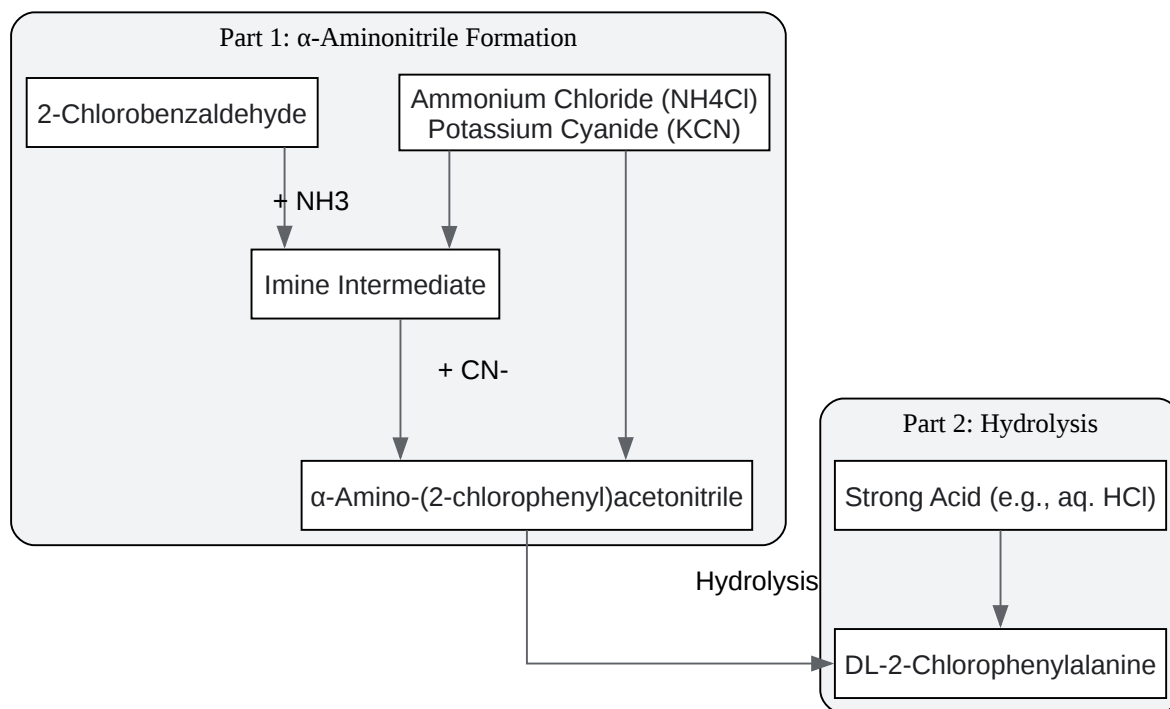 Part 1: α-Aminonitrile Formation
2-Chlorobenzaldehyde
Ammonium Chloride (NH4Cl)
Potassium Cyanide (KCN)
+ NH3
Imine Intermediate
+ CN-
α-Amino-(2-chlorophenyl)acetonitrile
Part 2: Hydrolysis
Strong Acid (e.g., aq. HCl)
Hydrolysis
DL-2-Chlorophenylalanine